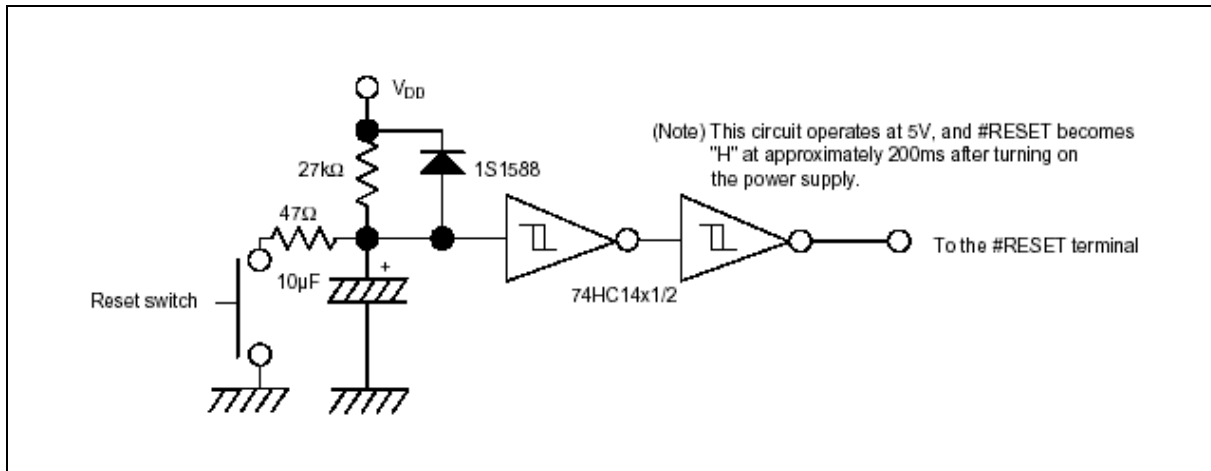 V_DD
(Note) This circuit operates at 5V, and #RESET becomes
"H" at approximately 200ms after turning on
the power supply.
27kΩ
1S1588
47Ω
+
10µF
To the #RESET terminal
Reset switch
74HC14x1/2